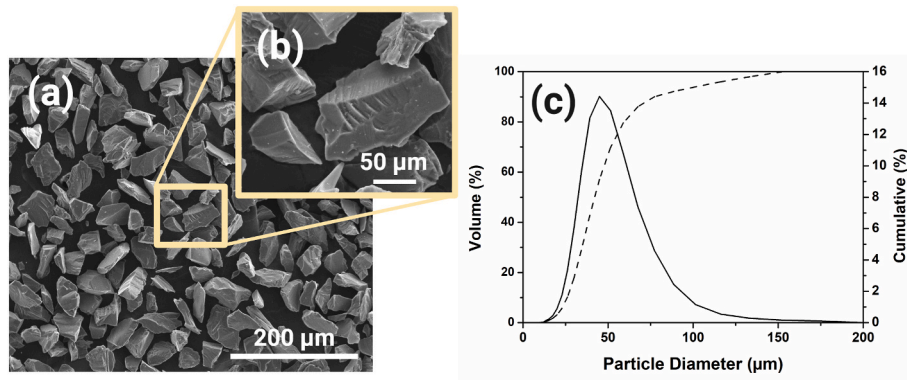 (a)
200 µm
(b)
50 µm
(c)
100
80
60
40
20
0
Volume (%)
16
14
12
10
8
6
4
2
0
Cumulative (%)
0 50 100 150 200
Particle Diameter (µm)